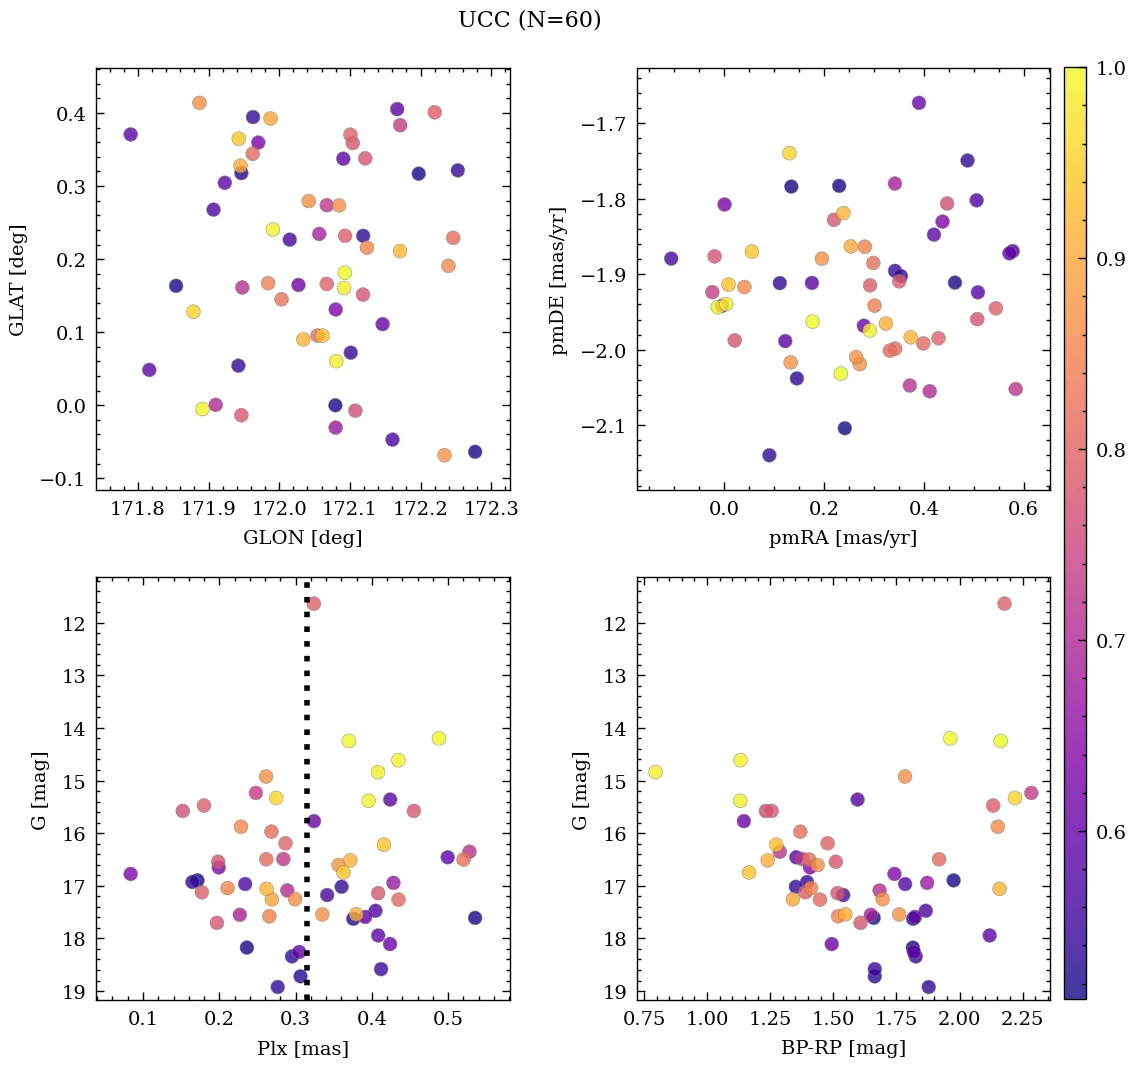 UCC (N=60)
0.4
0.3
0.2
0.1
0.0
−0.1
GLAT [deg]
171.8 171.9 172.0 172.1 172.2 172.3
GLON [deg]
−1.7
−1.8
−1.9
−2.0
−2.1
pmDE [mas/yr]
0.0 0.2 0.4 0.6
pmRA [mas/yr]
12
13
14
15
16
17
18
19
G [mag]
0.1 0.2 0.3 0.4 0.5
Plx [mas]
12
13
14
15
16
17
18
19
G [mag]
0.75 1.00 1.25 1.50 1.75 2.00 2.25
BP-RP [mag]
1.0
0.9
0.8
0.7
0.6